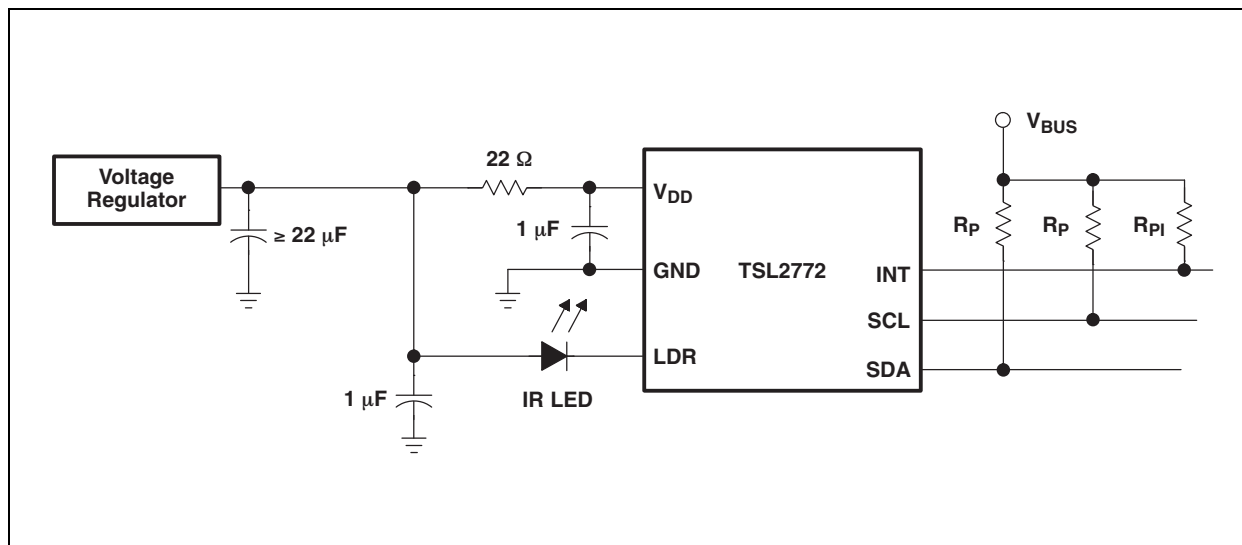 Voltage
Regulator
≥ 22 μF
22 Ω
1 μF
1 μF
IR LED
VDD
GND
LDR
TSL2772
INT
SCL
SDA
VBUS
RP
RP
RPI